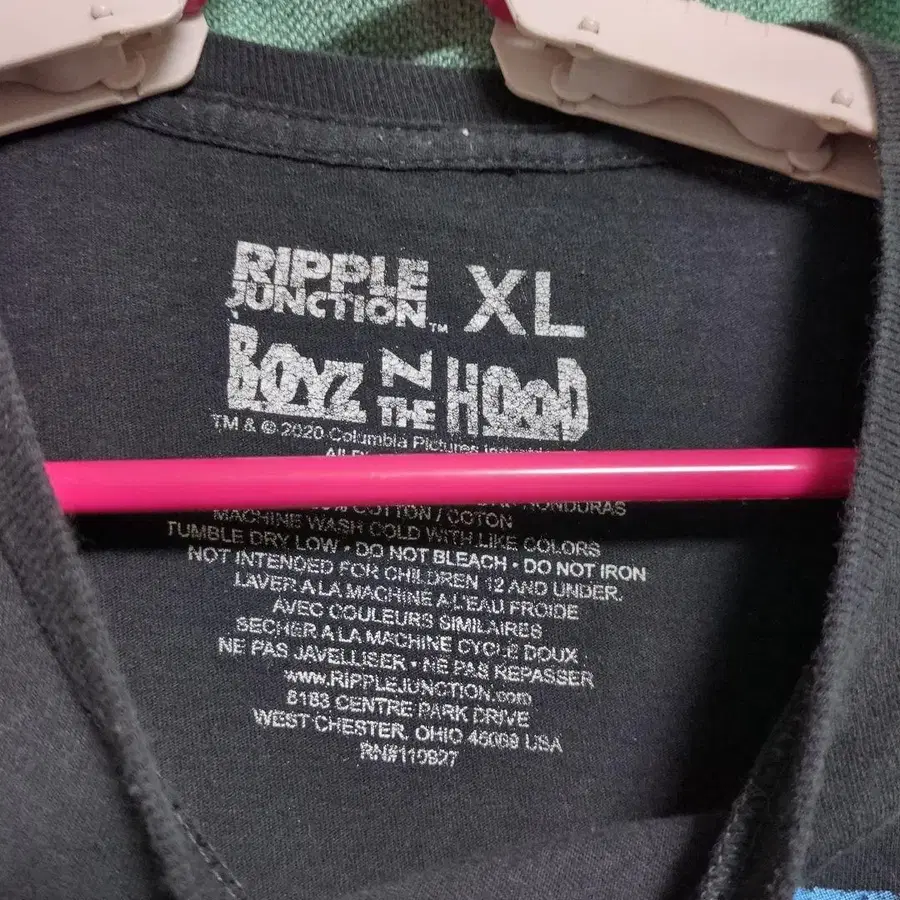 RIPPLE
JUNCTION™ XL
BOYZ N THE HOOD
TM & © 2020 Columbia Pictures
HONDURAS
COTTON / COTON
MACHINE WASH COLD WITH LIKE COLORS
TUMBLE DRY LOW • DO NOT BLEACH • DO NOT IRON
NOT INTENDED FOR CHILDREN 12 AND UNDER.
LAVER A LA MACHINE A L'EAU FROIDE
AVEC COULEURS SIMILAIRES
SECHER A LA MACHINE CYCLE DOUX
NE PAS JAVELLISER • NE PAS REPASSER
www.RIPPLEJUNCTION.com
CENTRE PARK DRIVE
WEST CHESTER, OHIO 45069 USA
RN#110927